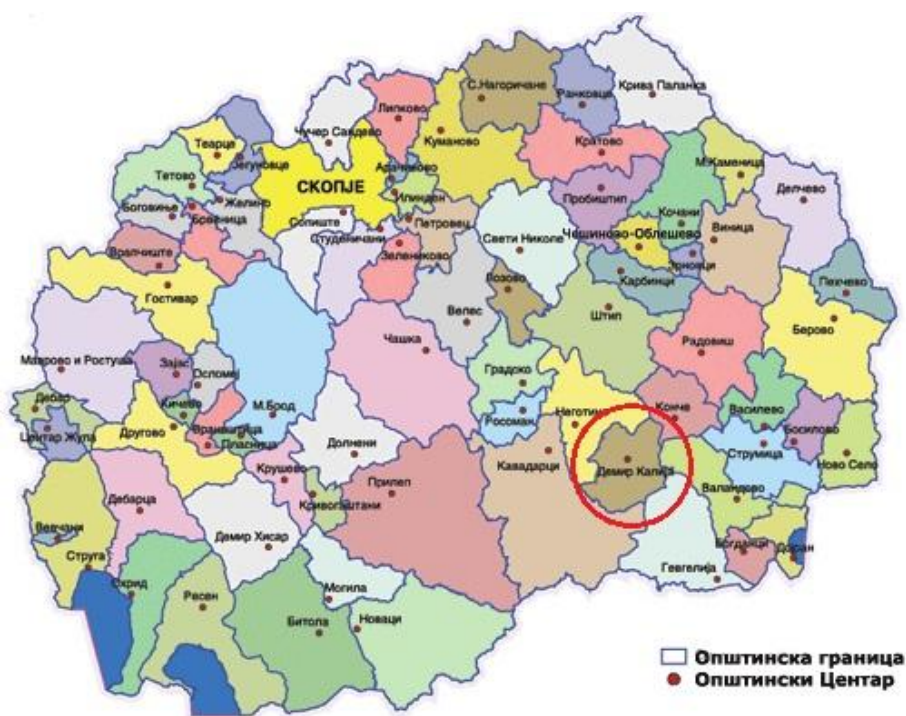 С.Нагоричане
Крива Паланка
Ранковце
Липково
Чучер Сандево
Куманово
Кратово
Теарце
Јегуновце
М.Каменица
Тетово
СКОПЈЕ
Делчево
Желино
Илинден
Пробиштип
Боговиње
Брвеница
Сопиште
Петровец
Кочани
Студеничани
Свети Николе
Чешиново-Облешево
Виница
Врапчиште
Зелениково
Зрновци
Гостивар
Лозово
Карбинци
Пехчево
Велес
Штип
Берово
Чашка
Радовиш
Маврово и Ростуша
Зајас
Градско
Осломеј
Дебар
Кичево
М.Брод
Росоман
Неготино
Конче
Василево
Центар Жупа
Другово
Вранештица
Пласница
Долнени
Босилово
Струмица
Крушево
Кавадарци
Демир Капија
Ново Село
Дебарца
Прилеп
Кривогаштани
Валандово
Вевчани
Демир Хисар
Струга
Богданци
Дојран
Гевгелија
Охрид
Ресен
Могила
Битола
Новаци
Општинска граница
Општински Центар